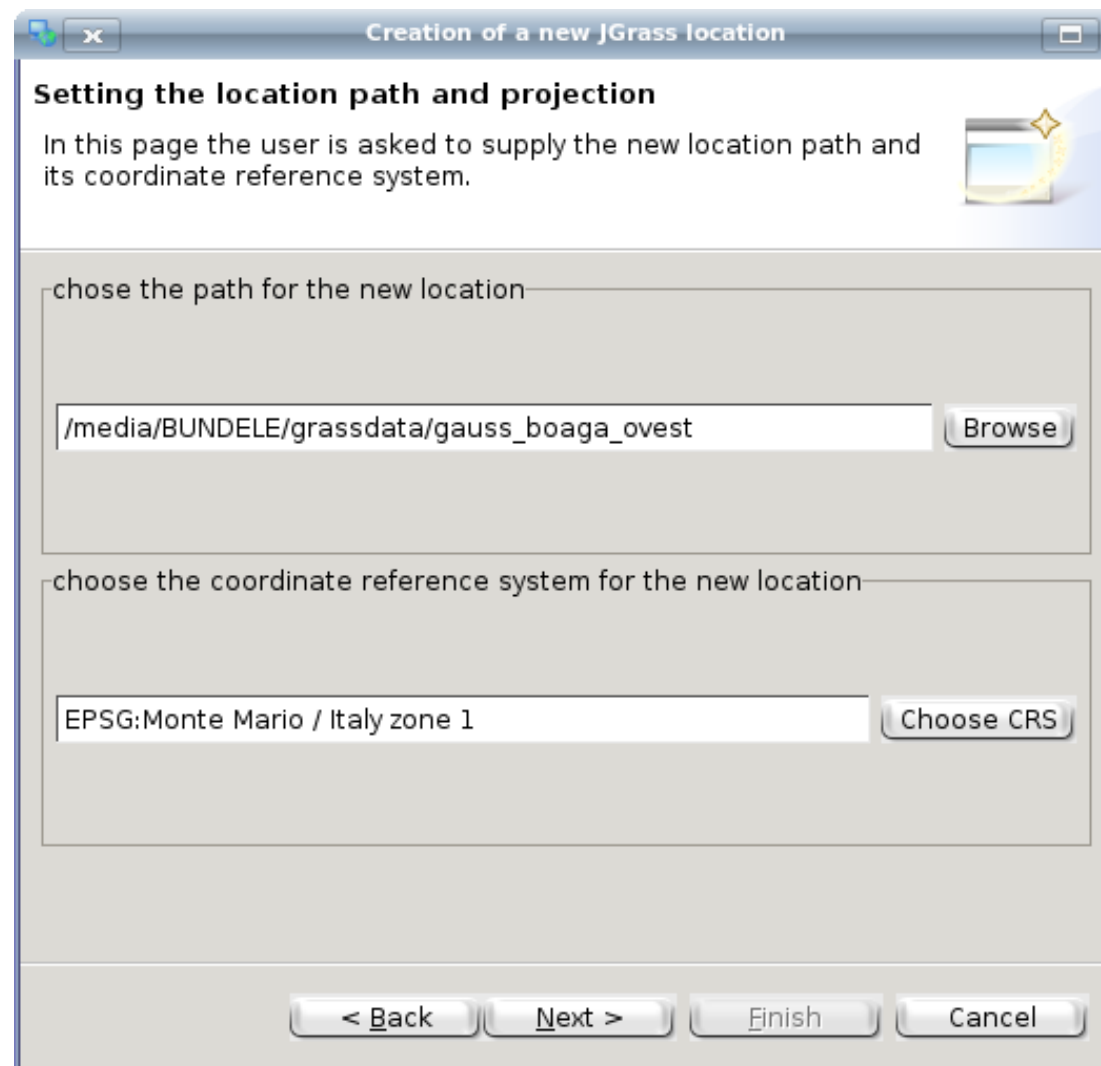 Creation of a new JGrass location
Setting the location path and projection
In this page the user is asked to supply the new location path and
its coordinate reference system.
chose the path for the new location
/media/BUNDELE/grassdata/gauss_boaga_ovest
Browse
choose the coordinate reference system for the new location
EPSG:Monte Mario / Italy zone 1
Choose CRS
< Back
Next >
Finish
Cancel